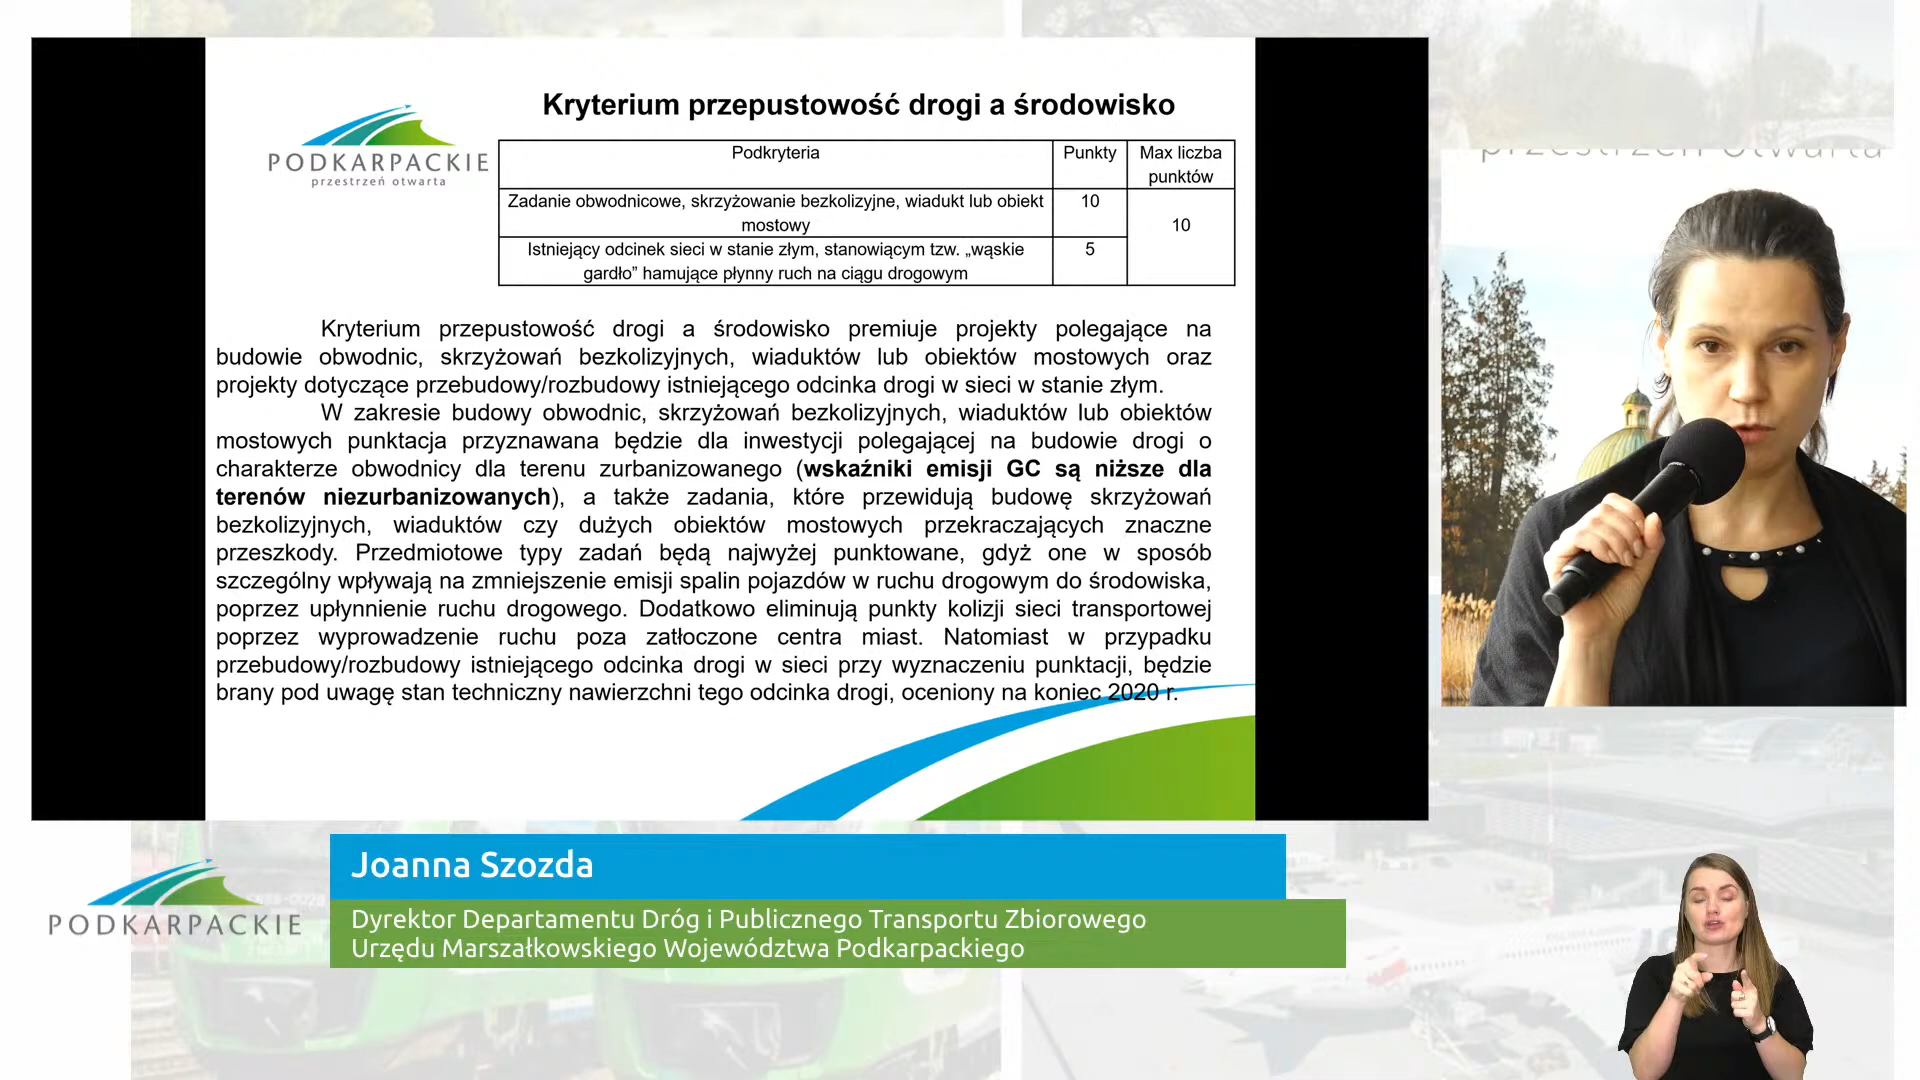 Kryterium przepustowość drogi a środowisko
PODKARPACKIE
przestrzeń otwarta
Podkryteria
Punkty
Max liczba
punktów
Zadanie obwodnicowe, skrzyżowanie bezkolizyjne, wiadukt lub obiekt
mostowy
10
10
Istniejący odcinek sieci w stanie złym, stanowiącym tzw. „wąskie
gardło” hamujące płynny ruch na ciągu drogowym
5
Kryterium przepustowość drogi a środowisko premiuje projekty polegające na
budowie obwodnic, skrzyżowań bezkolizyjnych, wiaduktów lub obiektów mostowych oraz
projekty dotyczące przebudowy/rozbudowy istniejącego odcinka drogi w sieci w stanie złym.
W zakresie budowy obwodnic, skrzyżowań bezkolizyjnych, wiaduktów lub obiektów
mostowych punktacja przyznawana będzie dla inwestycji polegającej na budowie drogi o
charakterze obwodnicy dla terenu zurbanizowanego (wskaźniki emisji GC są niższe dla
terenów niezurbanizowanych), a także zadania, które przewidują budowę skrzyżowań
bezkolizyjnych, wiaduktów czy dużych obiektów mostowych przekraczających znaczne
przeszkody. Przedmiotowe typy zadań będą najwyżej punktowane, gdyż one w sposób
szczególny wpływają na zmniejszenie emisji spalin pojazdów w ruchu drogowym do środowiska,
poprzez upłynnienie ruchu drogowego. Dodatkowo eliminują punkty kolizji sieci transportowej
poprzez wyprowadzenie ruchu poza zatłoczone centra miast. Natomiast w przypadku
przebudowy/rozbudowy istniejącego odcinka drogi w sieci przy wyznaczeniu punktacji, będzie
brany pod uwagę stan techniczny nawierzchni tego odcinka drogi, oceniony na koniec 2020 r.
przestrzeń otwarta
PODKARPACKIE
Joanna Szozda
Dyrektor Departamentu Dróg i Publicznego Transportu Zbiorowego
Urzędu Marszałkowskiego Województwa Podkarpackiego